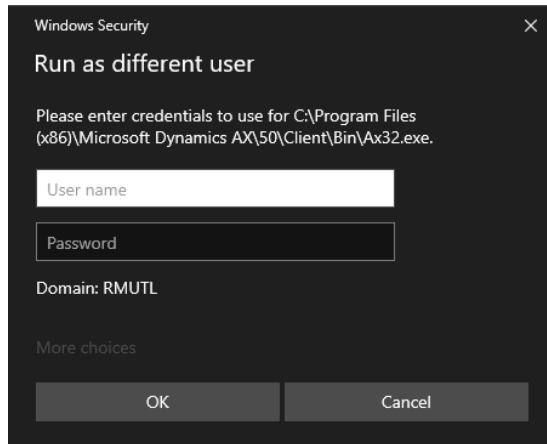 Windows Security
Run as different user
Please enter credentials to use for C:\Program Files
(x86)\Microsoft Dynamics AX\50\Client\Bin\Ax32.exe.
User name
Password
Domain: RMUTL
More choices
OK
Cancel